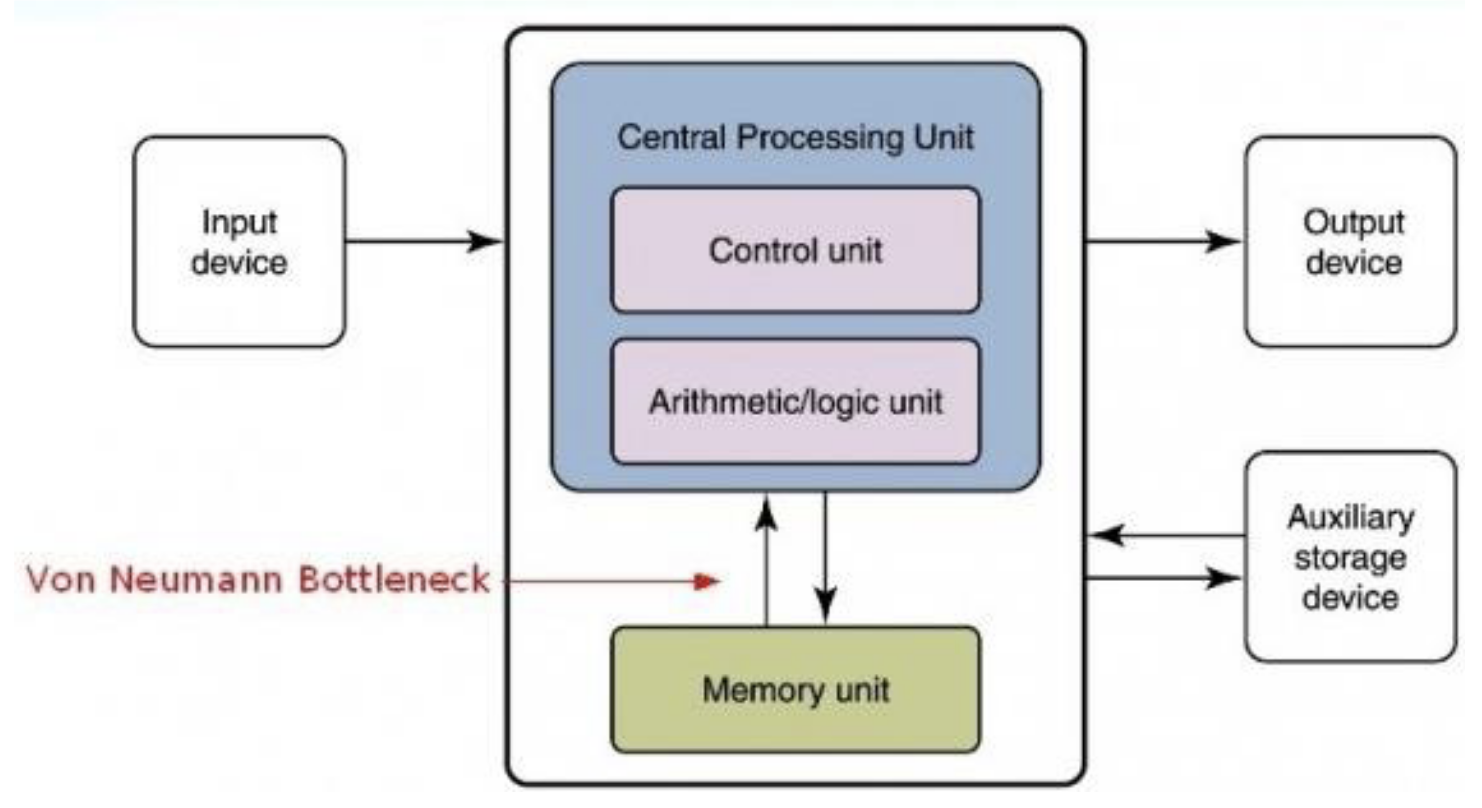 Central Processing Unit
Input
device
Control unit
Output
device
Arithmetic/logic unit
Von Neumann Bottleneck
Auxiliary
storage
device
Memory unit